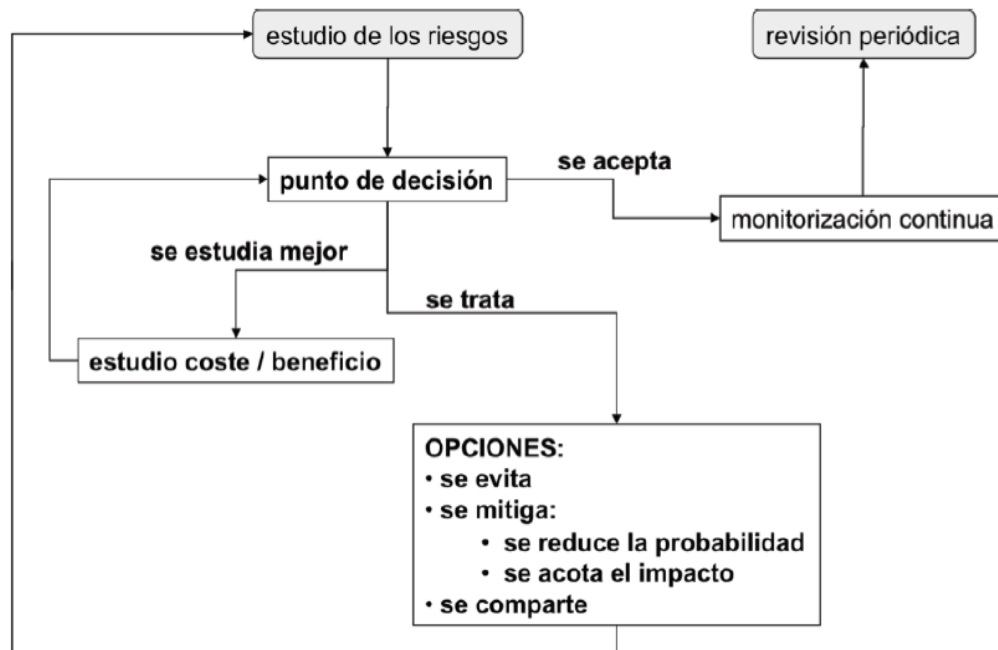 estudio de los riesgos
revisión periódica
punto de decisión
se acepta
monitorización continua
se estudia mejor
se trata
estudio coste / beneficio
OPCIONES:
• se evita
• se mitiga:
• se reduce la probabilidad
• se acota el impacto
• se comparte